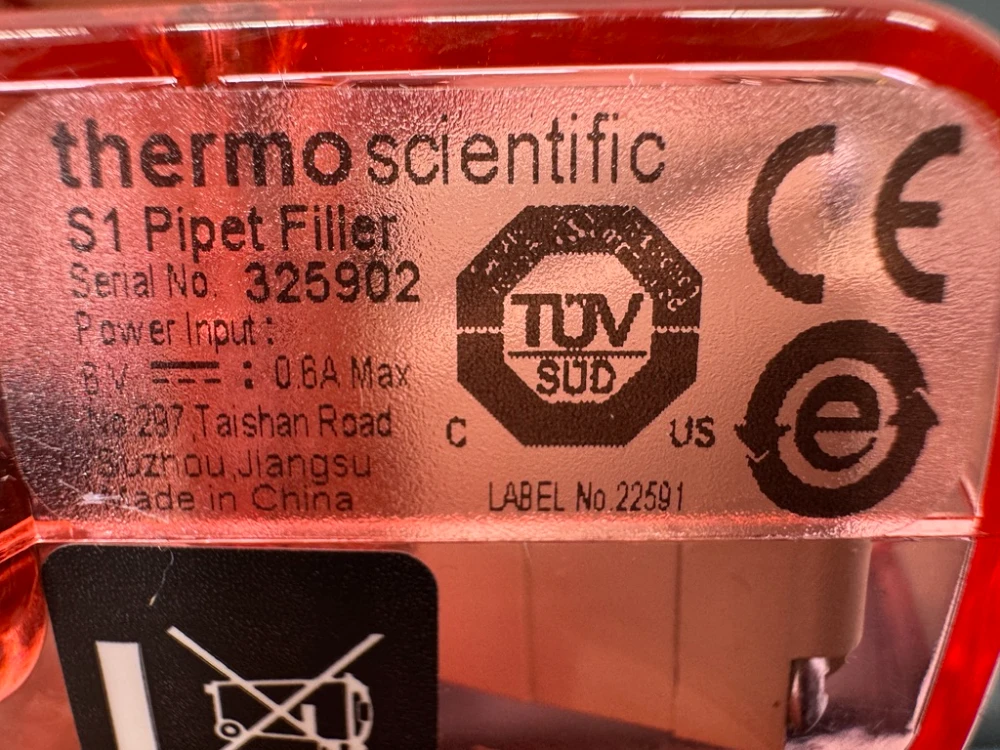 thermo scientific
S1 Pipet Filler
Serial No. 325902
Power Input:
V ⎓ : 0.6A Max
No.297,Taishan Road
Suzhou,Jiangsu
Made in China
TÜV
SÜD
C US
LABEL No.22591
CE
e